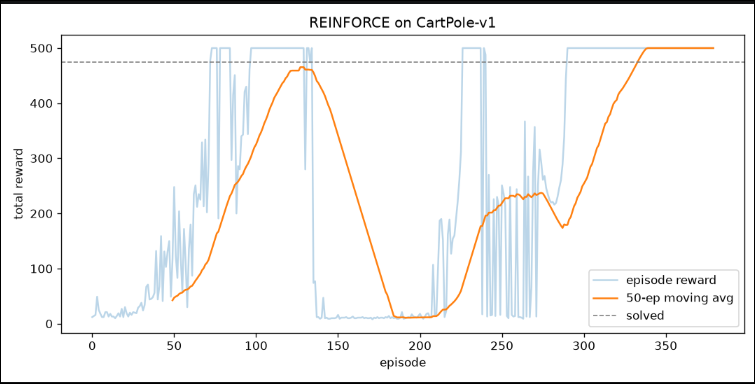 REINFORCE on CartPole-v1
total reward
500
400
300
200
100
0
0
50
100
150
200
250
300
350
episode
episode reward
50-ep moving avg
solved